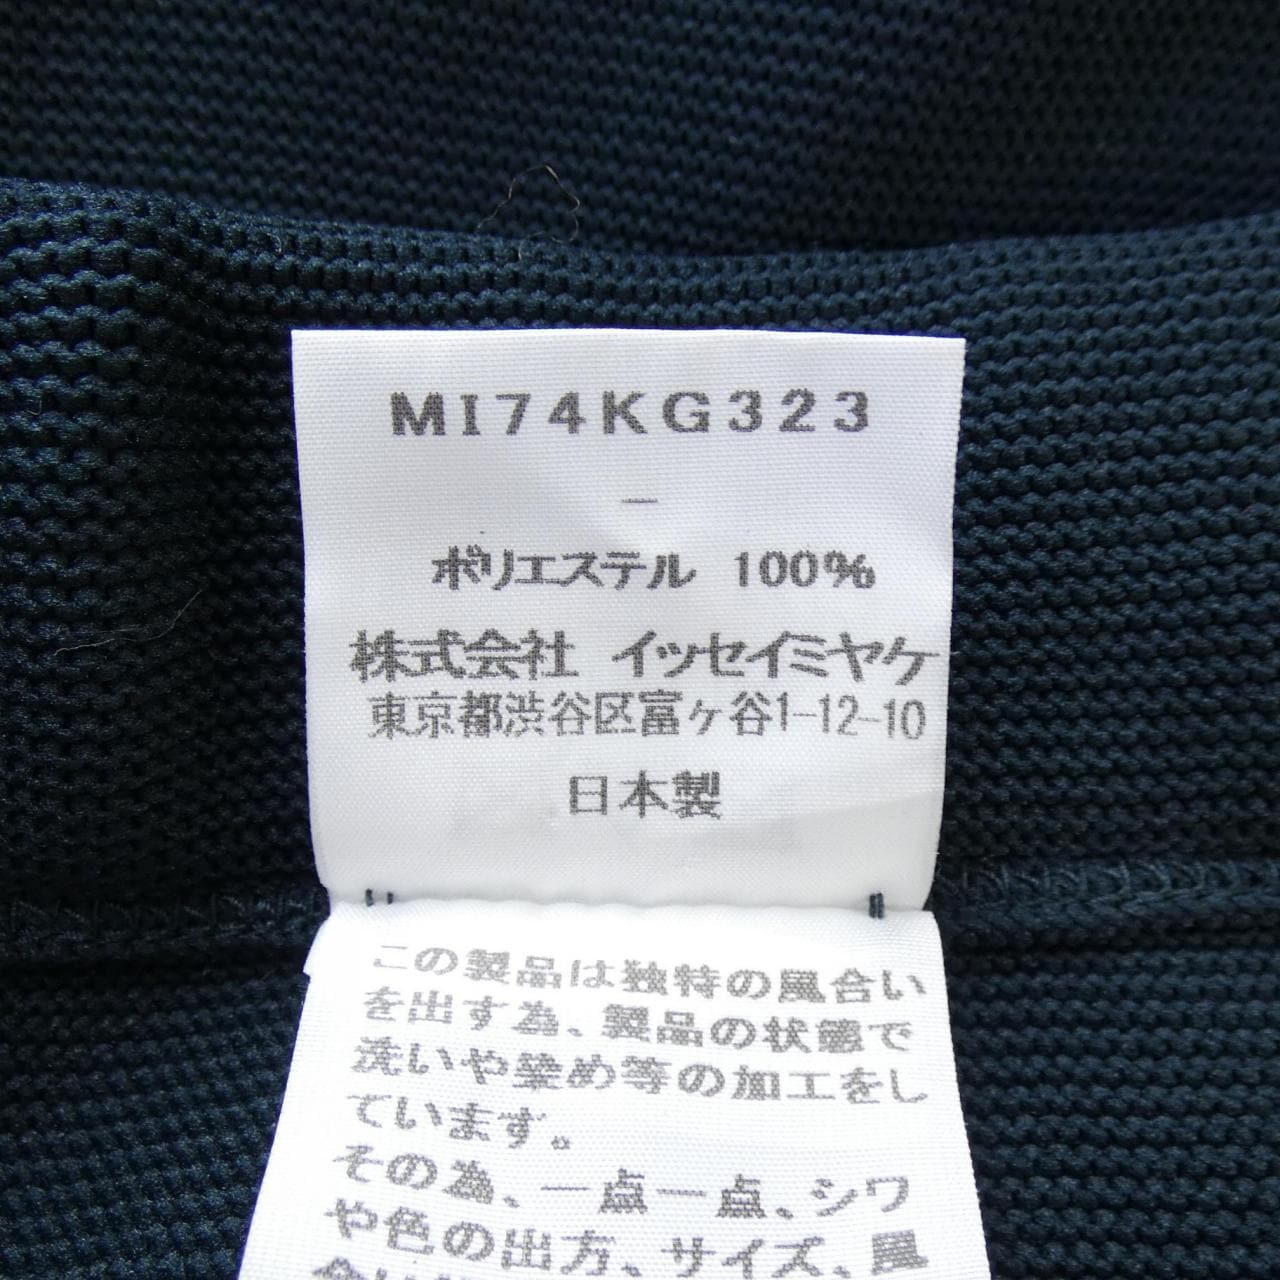 MI74KG323
—
ポリエステル 100%
株式会社 イッセイミヤケ
東京都渋谷区富ヶ谷1-12-10
日本製
この製品は独特の風合い
を出す為、製品の状態で
洗いや染め等の加工をし
ています。
その為、一点一点、シワ
や色の出方、サイズ、風